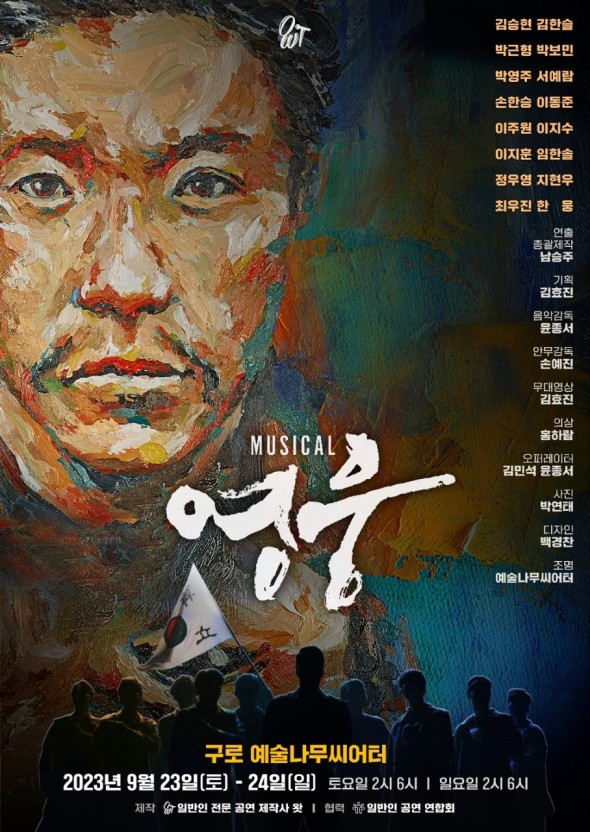 WIT
김승현 김한슬
박근형 박보민
박영주 서예람
손한승 이동준
이주원 이지수
이지훈 임한솔
정우영 지현우
최우진 한 웅
연출
총괄제작
남승주
기획
김효진
음악감독
윤종서
안무감독
손예진
무대영상
김효진
의상
홍하람
오퍼레이터
김민석 윤종서
사진
박연태
디자인
백경찬
조명
예술나무씨어터
MUSICAL
영웅
구로 예술나무씨어터
2023년 9월 23일(토) - 24일(일) 토요일 2시 6시 | 일요일 2시 6시
제작 일반인 전문 공연 제작사 왓 | 협력 일반인 공연 연합회